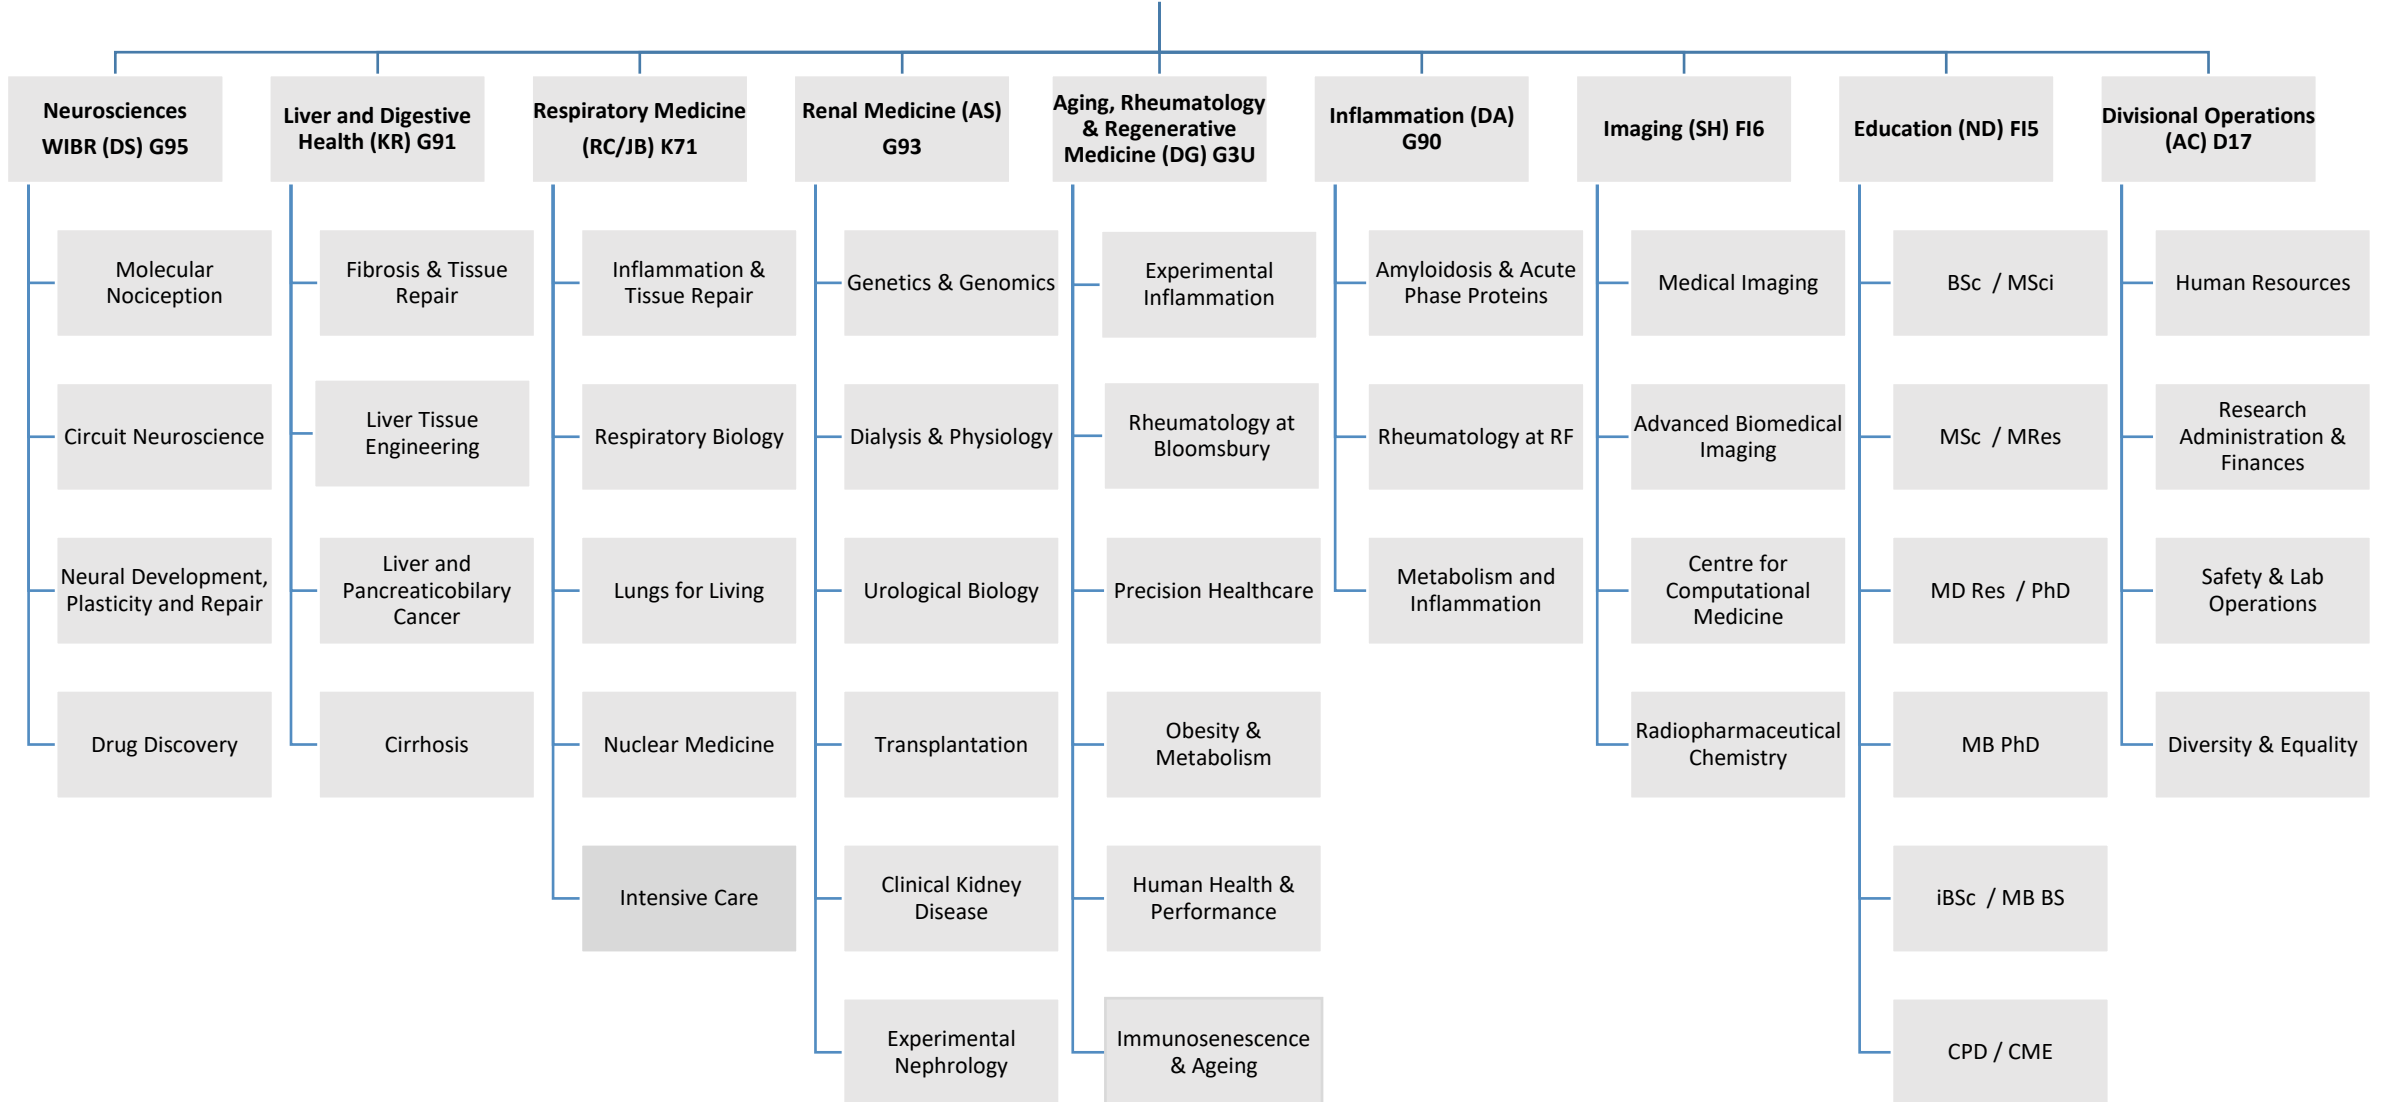 Neurosciences
WIBR (DS) G95
Molecular
Nociception
Circuit Neuroscience
Neural Development,
Plasticity and Repair
Drug Discovery
Liver and Digestive
Health (KR) G91
Fibrosis & Tissue
Repair
Liver Tissue
Engineering
Liver and
Pancreaticobilary
Cancer
Cirrhosis
Respiratory Medicine
(RC/JB) K71
Inflammation &
Tissue Repair
Respiratory Biology
Lungs for Living
Nuclear Medicine
Intensive Care
Renal Medicine (AS)
G93
Genetics & Genomics
Dialysis & Physiology
Urological Biology
Transplantation
Clinical Kidney
Disease
Experimental
Nephrology
Aging, Rheumatology
& Regenerative
Medicine (DG) G3U
Experimental
Inflammation
Rheumatology at
Bloomsbury
Precision Healthcare
Obesity &
Metabolism
Human Health &
Performance
Immunosenescence
& Ageing
Inflammation (DA)
G90
Amyloidosis & Acute
Phase Proteins
Rheumatology at RF
Metabolism and
Inflammation
Imaging (SH) FI6
Medical Imaging
Advanced Biomedical
Imaging
Centre for
Computational
Medicine
Radiopharmaceutical
Chemistry
Education (ND) FI5
BSc / MSci
MSc / MRes
MD Res / PhD
MB PhD
iBSc / MB BS
CPD / CME
Divisional Operations
(AC) D17
Human Resources
Research
Administration &
Finances
Safety & Lab
Operations
Diversity & Equality